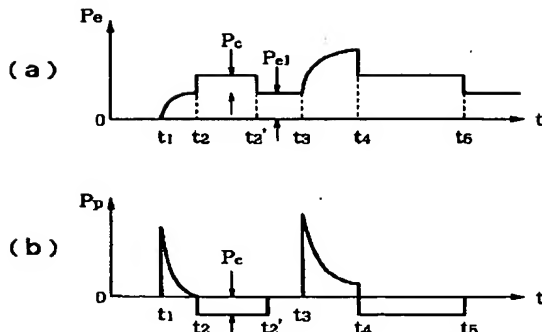 Pe
Pc
Pe1
(a)
0
t1 t2 t2' t3 t4 t5 t
Pp
(b)
Pc
0
t
t1 t2 t2' t3 t4 t5